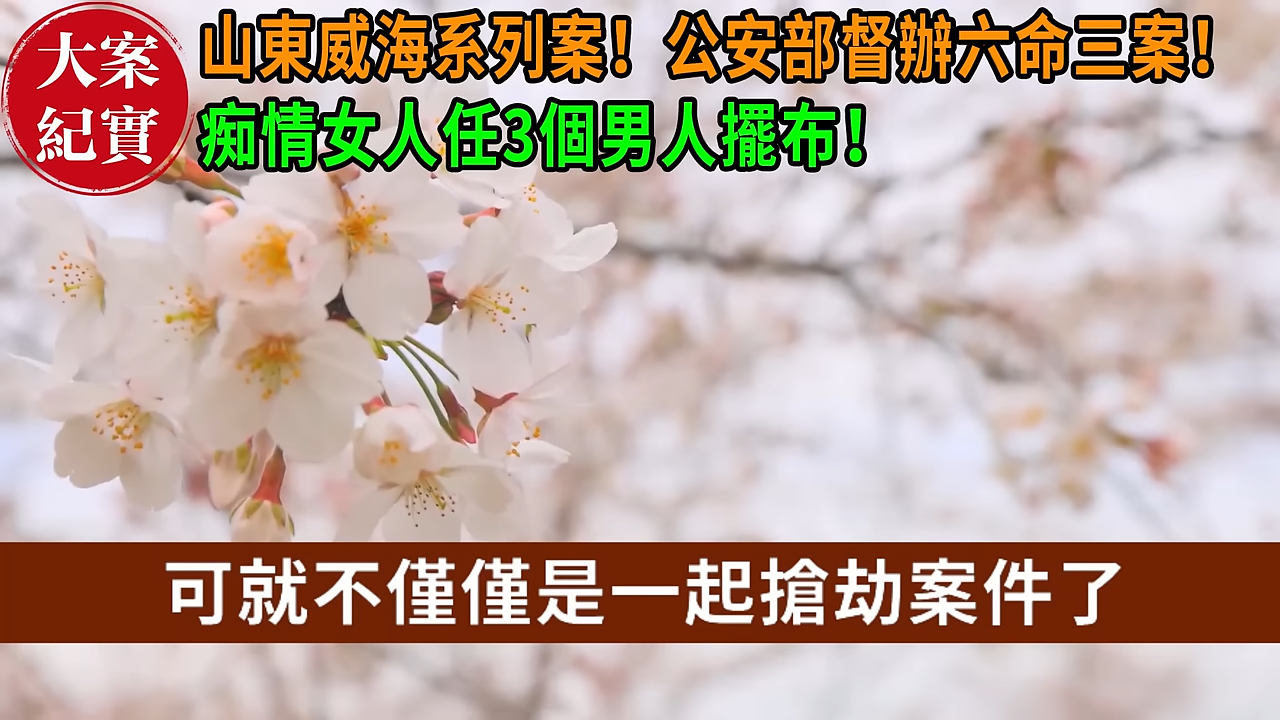 大案
紀實
山東威海系列案！公安部督辦六命三案！
痴情女人任3個男人擺布！
可就不僅僅是一起搶劫案件了